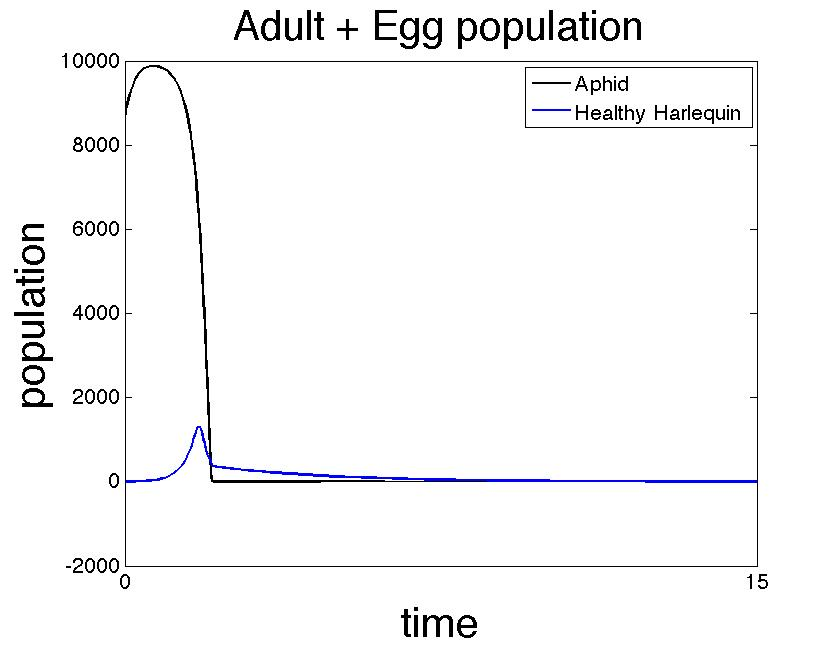 Adult + Egg population
10000
8000
6000
4000
2000
0
-2000
0
15
population
time
Aphid
Healthy Harlequin